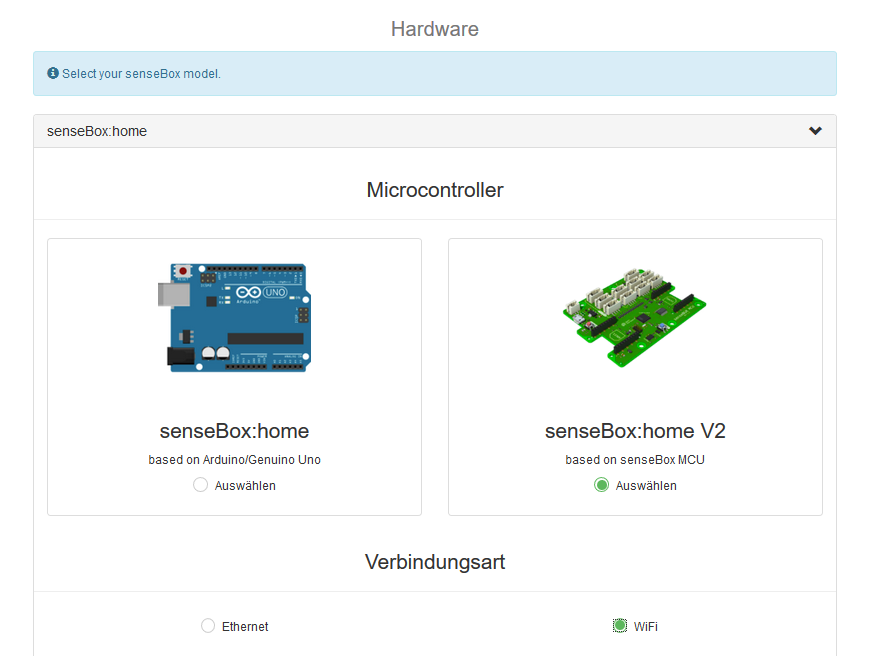 Hardware
Select your senseBox model.
senseBox:home
Microcontroller
UNO
Arduino
senseBox:home
based on Arduino/Genuino Uno
Auswählen
senseBox:home V2
based on senseBox MCU
Auswählen
Verbindungsart
Ethernet
WiFi